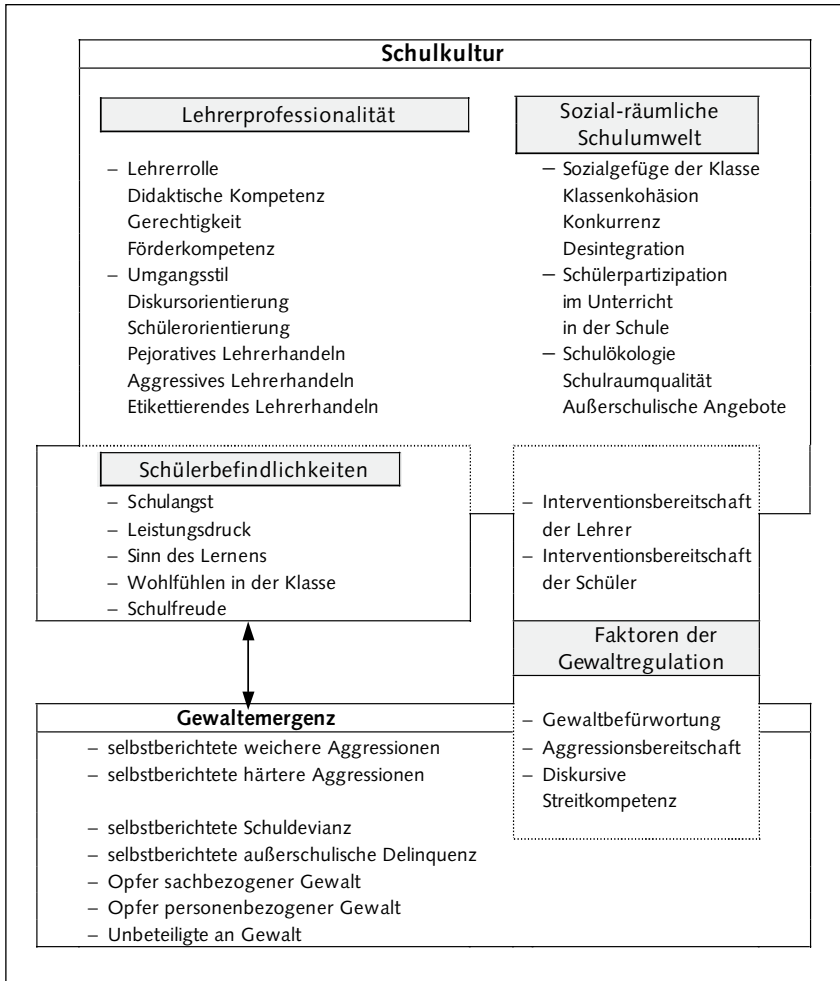 Schulkultur
Lehrerprofessionalität
– Lehrerrolle
Didaktische Kompetenz
Gerechtigkeit
Förderkompetenz
– Umgangsstil
Diskursorientierung
Schülerorientierung
Pejoratives Lehrerhandeln
Aggressives Lehrerhandeln
Etikettierendes Lehrerhandeln
Sozial-räumliche
Schulumwelt
– Sozialgefüge der Klasse
Klassenkohäsion
Konkurrenz
Desintegration
– Schülerpartizipation
im Unterricht
in der Schule
– Schulökologie
Schulraumqualität
Außerschulische Angebote
Schülerbefindlichkeiten
– Schulangst
– Leistungsdruck
– Sinn des Lernens
– Wohlfühlen in der Klasse
– Schulfreude
– Interventionsbereitschaft
der Lehrer
– Interventionsbereitschaft
der Schüler
Faktoren der
Gewaltregulation
– Gewaltbefürwortung
– Aggressionsbereitschaft
– Diskursive
Streitkompetenz
Gewaltemergenz
– selbstberichtete weichere Aggressionen
– selbstberichtete härtere Aggressionen
– selbstberichtete Schuldevianz
– selbstberichtete außerschulische Delinquenz
– Opfer sachbezogener Gewalt
– Opfer personenbezogener Gewalt
– Unbeteiligte an Gewalt